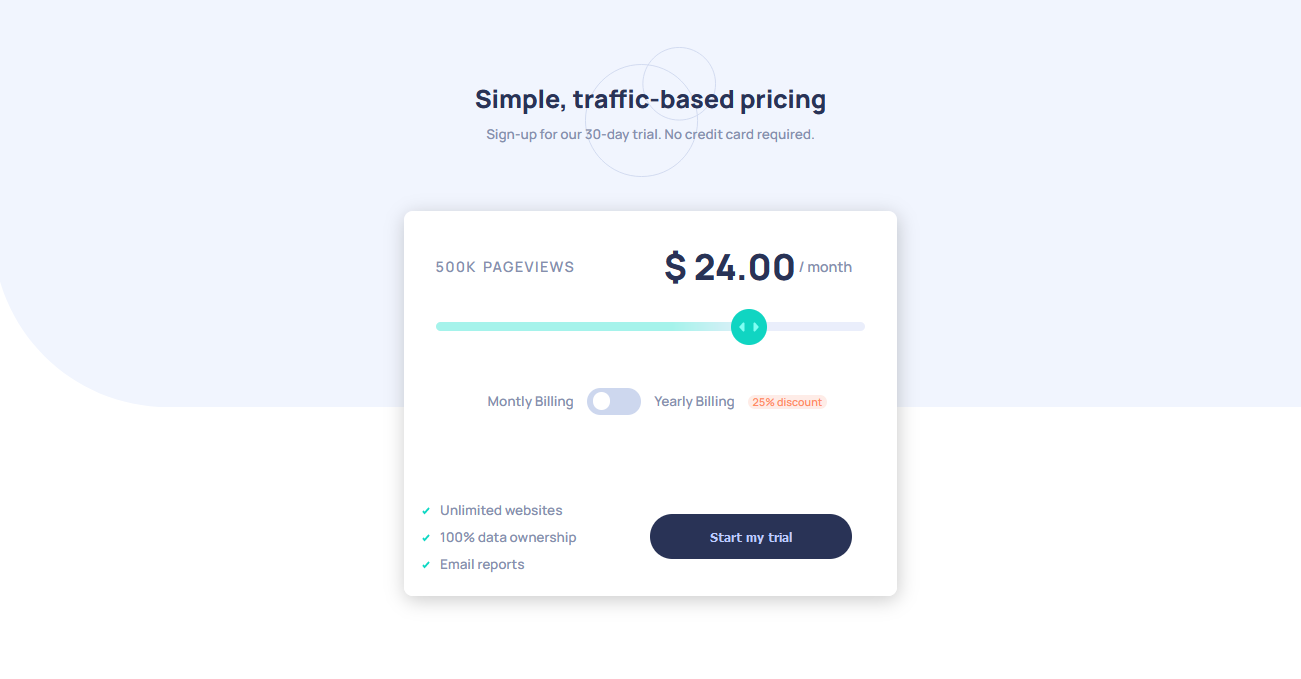 Simple, traffic-based pricing
Sign-up for our 30-day trial. No credit card required.
500K PAGEVIEWS
$ 24.00 / month
Montly Billing
Yearly Billing
25% discount
Unlimited websites
100% data ownership
Email reports
Start my trial